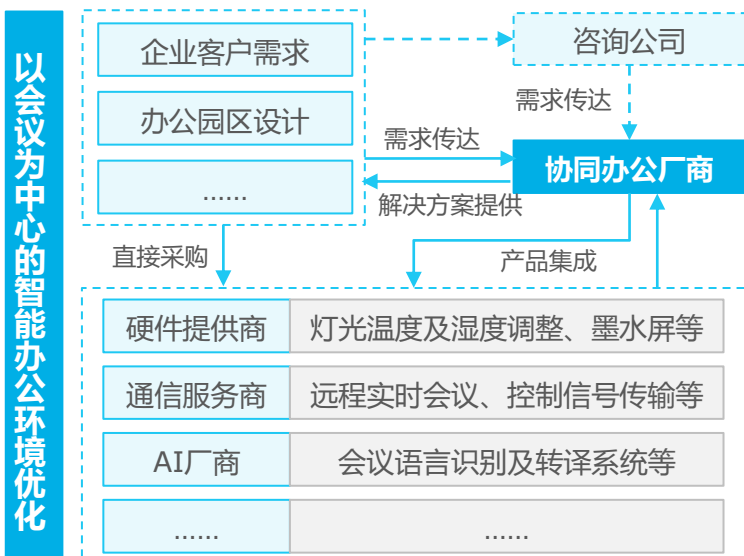 以会议为中心的智能办公环境优化
企业客户需求
咨询公司
办公园区设计
需求传达
需求传达
协同办公厂商
......
解决方案提供
直接采购
产品集成
硬件提供商
灯光温度及湿度调整、墨水屏等
通信服务商
远程实时会议、控制信号传输等
AI厂商
会议语言识别及转译系统等
......
......